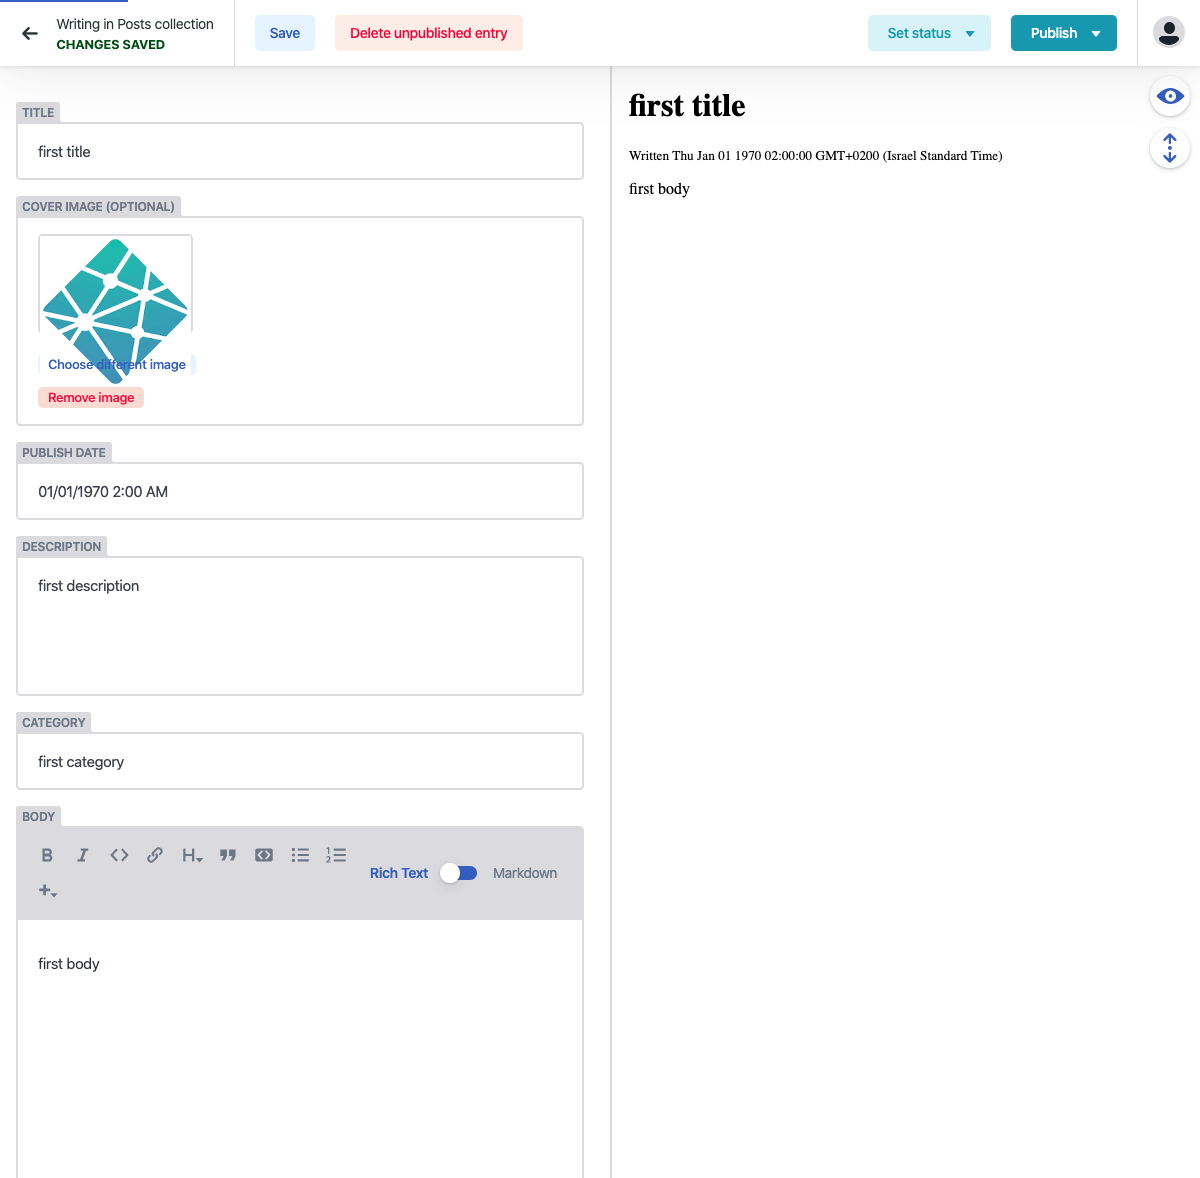 Writing in Posts collection
CHANGES SAVED
Save
Delete unpublished entry
Set status
Publish
TITLE
first title
COVER IMAGE (OPTIONAL)
Choose different image
Remove image
PUBLISH DATE
01/01/1970 2:00 AM
DESCRIPTION
first description
CATEGORY
first category
BODY
B I H
Rich Text
Markdown
first body
first title
Written Thu Jan 01 1970 02:00:00 GMT+0200 (Israel Standard Time)
first body